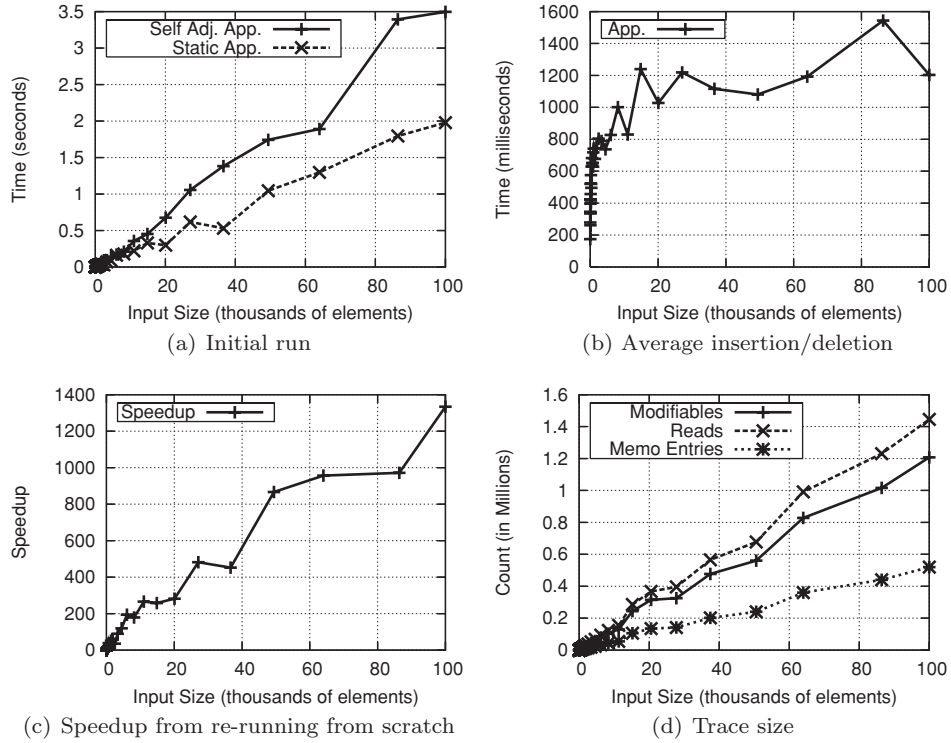 3.5
3
2.5
2
1.5
1
0.5
0
Time (seconds)
Self Adj. App.
Static App.
0 20 40 60 80 100
Input Size (thousands of elements)
(a) Initial run
1600
1400
1200
1000
800
600
400
200
0
Time (milliseconds)
App.
0 20 40 60 80 100
Input Size (thousands of elements)
(b) Average insertion/deletion
1400
1200
1000
800
600
400
200
0
Speedup
Speedup
0 20 40 60 80 100
Input Size (thousands of elements)
(c) Speedup from re-running from scratch
1.6
1.4
1.2
1
0.8
0.6
0.4
0.2
0
Count (in Millions)
Modifiables
Reads
Memo Entries
0 20 40 60 80 100
Input Size (thousands of elements)
(d) Trace size